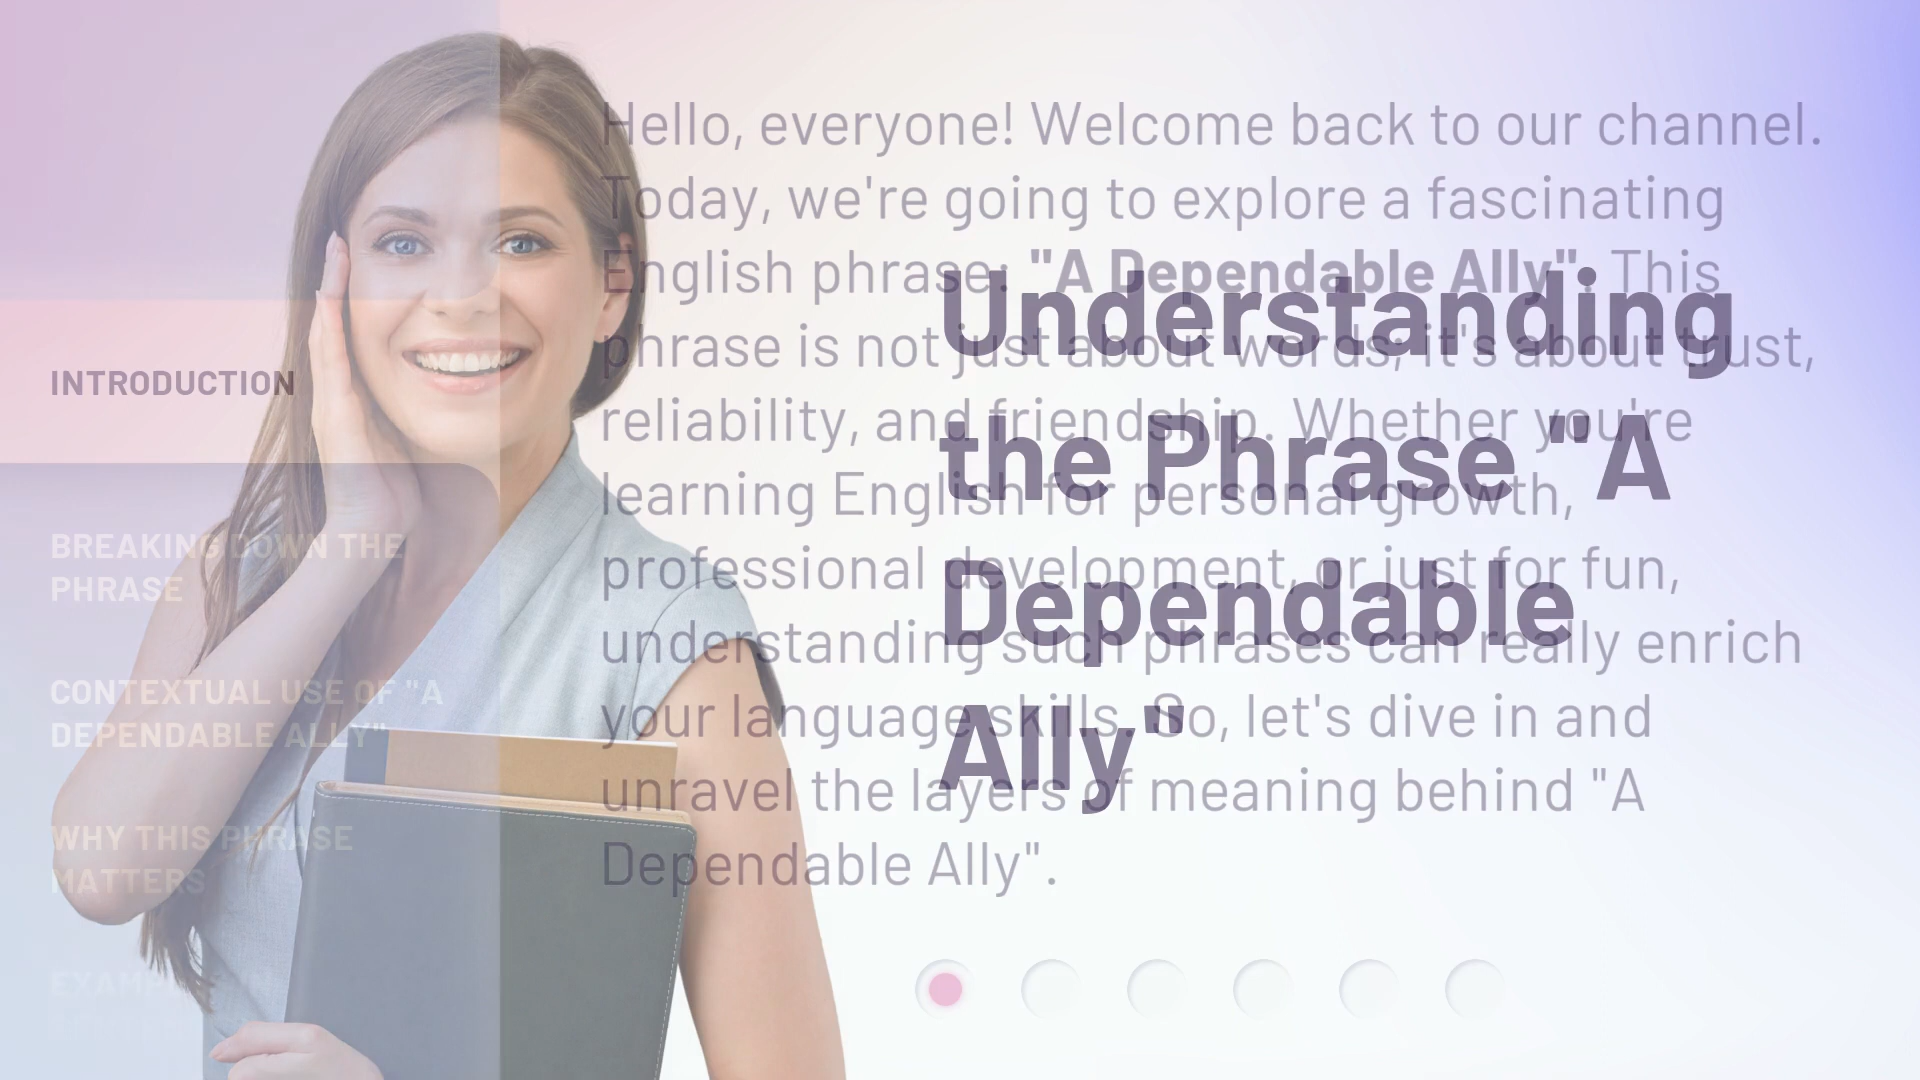 INTRODUCTION
BREAKING DOWN THE
PHRASE
CONTEXTUAL USE OF "A
DEPENDABLE ALLY"
WHY THIS PHRASE
MATTERS
Hello, everyone! Welcome back to our channel.
Today, we're going to explore a fascinating
English phrase: "A Dependable Ally". This
phrase is not just about words; it's about trust,
reliability, and friendship. Whether you're
learning English for personal growth,
professional development, or just for fun,
understanding such phrases can really enrich
your language skills. So, let's dive in and
unravel the layers of meaning behind "A
Dependable Ally".
Understanding
the Phrase "A
Dependable
Ally"